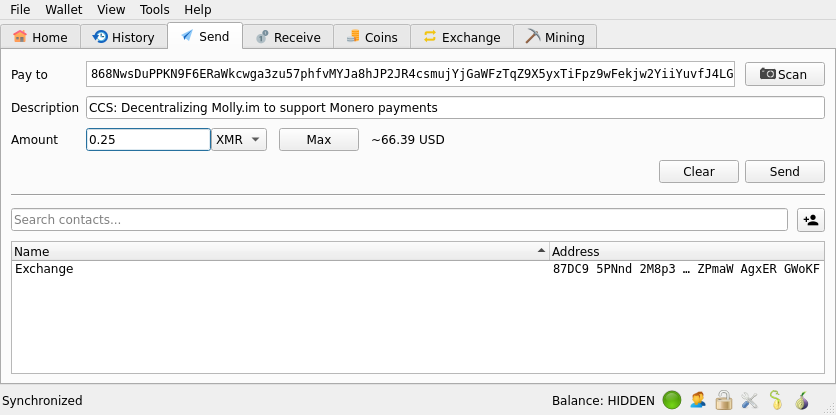 File Wallet View Tools Help
Home History Send Receive Coins Exchange Mining
Pay to 868NwsDuPPKN9F6ERaWkcwga3zu57phfvMYJa8hJP2JR4csmujYjGaWFzTqZ9X5yxTiFpz9wFekjw2YiiYuvfJ4LG Scan
Description CCS: Decentralizing Molly.im to support Monero payments
Amount 0.25 XMR Max ~66.39 USD
Clear Send
Search contacts...
Name Address
Exchange 87DC9 5PNnd 2M8p3 … ZPmaW AgxER GWoKF
Synchronized Balance: HIDDEN